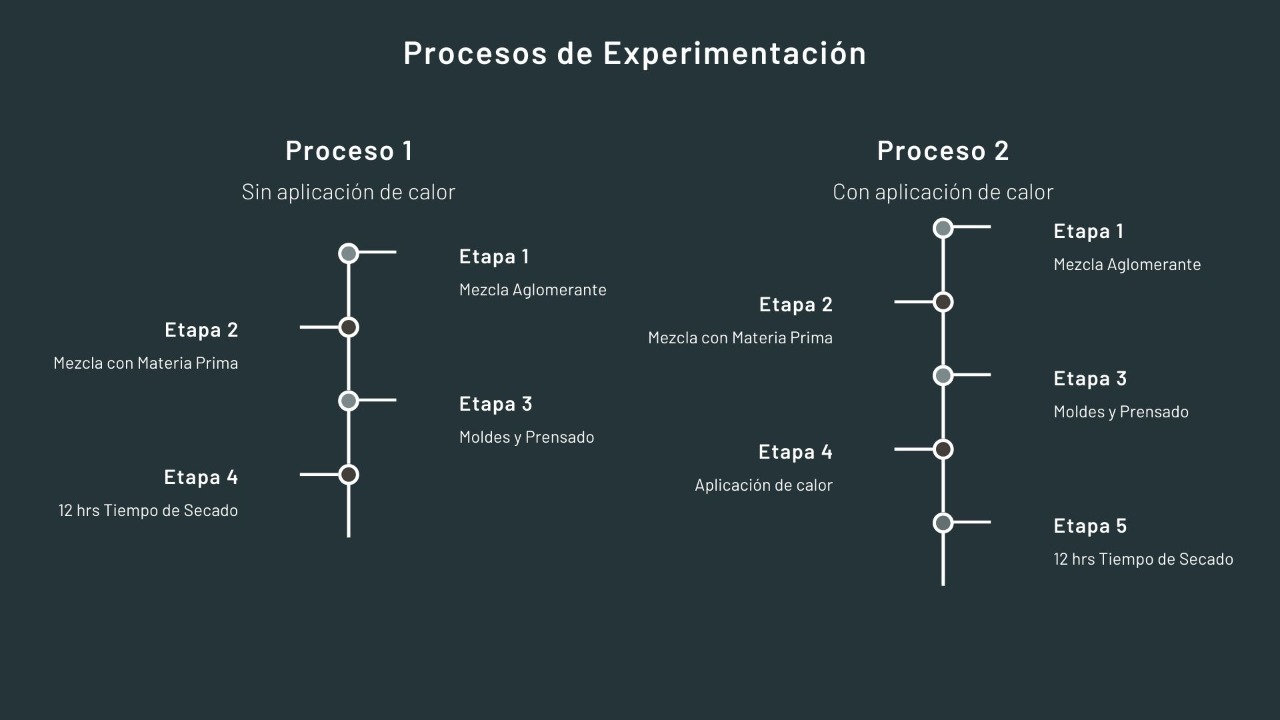 Procesos de Experimentación
Proceso 1
Sin aplicación de calor
Etapa 1
Mezcla Aglomerante
Etapa 2
Mezcla con Materia Prima
Etapa 3
Moldes y Prensado
Etapa 4
12 hrs Tiempo de Secado
Proceso 2
Con aplicación de calor
Etapa 1
Mezcla Aglomerante
Etapa 2
Mezcla con Materia Prima
Etapa 3
Moldes y Prensado
Etapa 4
Aplicación de calor
Etapa 5
12 hrs Tiempo de Secado